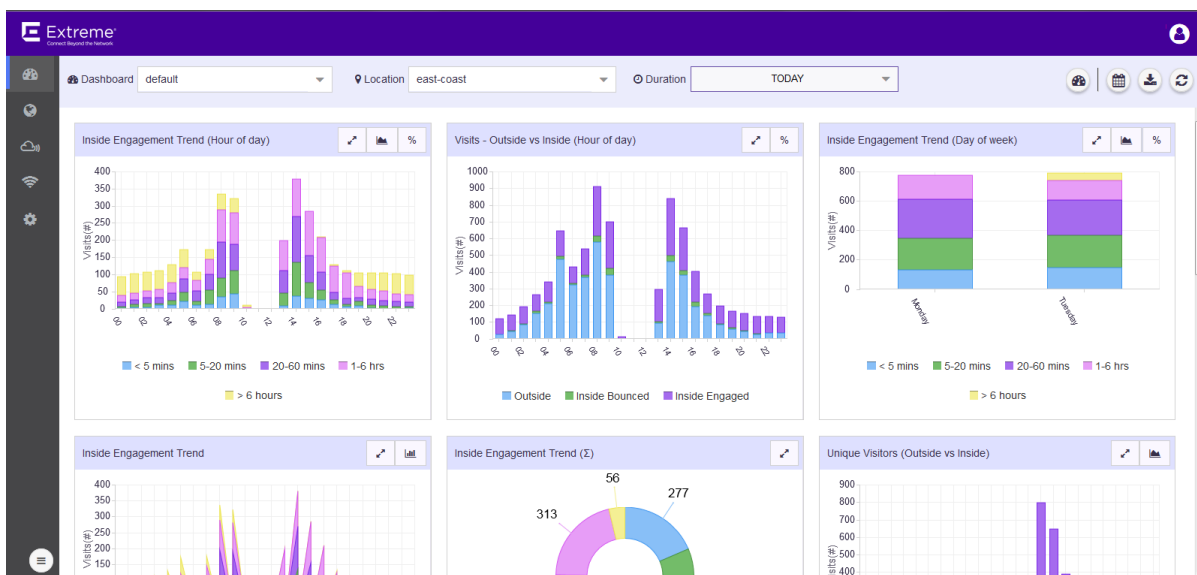 Extreme
Connect Beyond the Network
Dashboard default Location east-coast Duration TODAY
Inside Engagement Trend (Hour of day) %
400
350
300
250
200
150
100
50
0
Visits(#)
00 02 04 06 08 10 12 14 16 18 20 22
< 5 mins 5-20 mins 20-60 mins 1-6 hrs
> 6 hours
Visits - Outside vs Inside (Hour of day) %
1000
900
800
700
600
500
400
300
200
100
0
Visits(#)
00 02 04 06 08 10 12 14 16 18 20 22
Outside Inside Bounced Inside Engaged
Inside Engagement Trend (Day of week) %
800
600
400
200
0
Visits(#)
Monday Tuesday
< 5 mins 5-20 mins 20-60 mins 1-6 hrs
> 6 hours
Inside Engagement Trend
400
350
300
250
200
150
Visits(#)
Inside Engagement Trend (Σ)
56
277
313
Unique Visitors (Outside vs Inside)
900
800
700
600
500
400